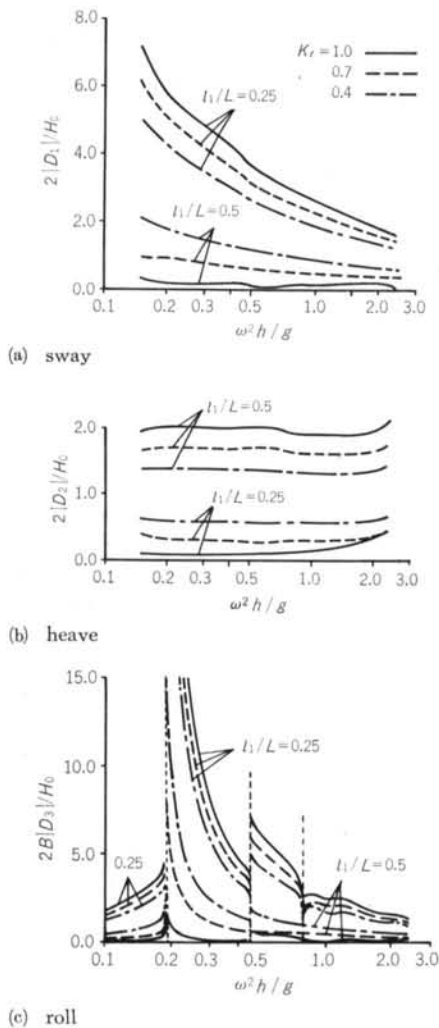 8.0
6.0
4.0
2.0
0.0
2|D₁|/H₀
K_r = 1.0
0.7
0.4
l₁/L = 0.25
l₁/L = 0.5
0.1 0.2 0.3 0.5 1.0 2.0 3.0
ω²h/g
(a) sway
2.0
1.0
0.0
2|D₂|/H₀
l₁/L = 0.5
l₁/L = 0.25
0.1 0.2 0.3 0.5 1.0 2.0 3.0
ω²h/g
(b) heave
15.0
10.0
5.0
0.0
2B|D₃|/H₀
l₁/L = 0.25
0.25
l₁/L = 0.5
0.1 0.2 0.3 0.5 1.0 2.0 3.0
ω²h/g
(c) roll